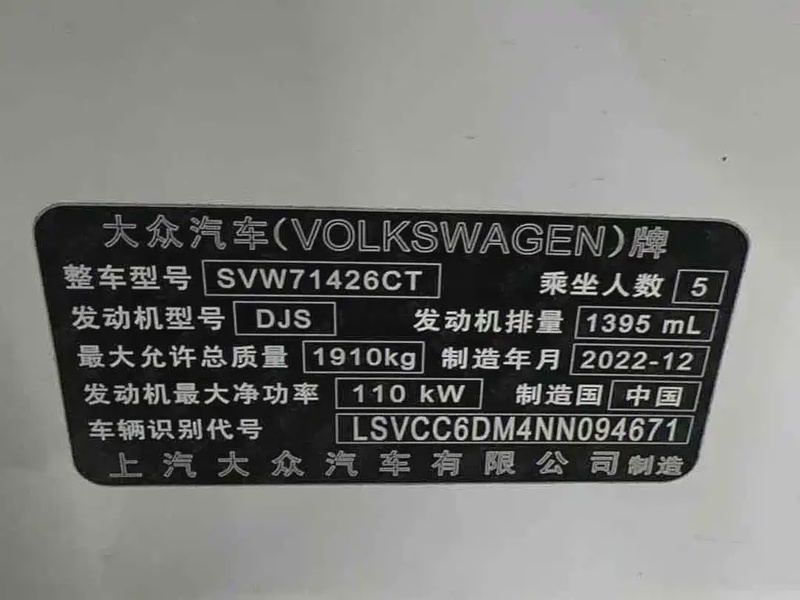 大众汽车(VOLKSWAGEN)牌
整车型号 SVW71426CT 乘坐人数 5
发动机型号 DJS 发动机排量 1395 mL
最大允许总质量 1910kg 制造年月 2022-12
发动机最大净功率 110 kW 制造国 中国
车辆识别代号 LSVCC6DM4NN094671
上汽大众汽车有限公司制造